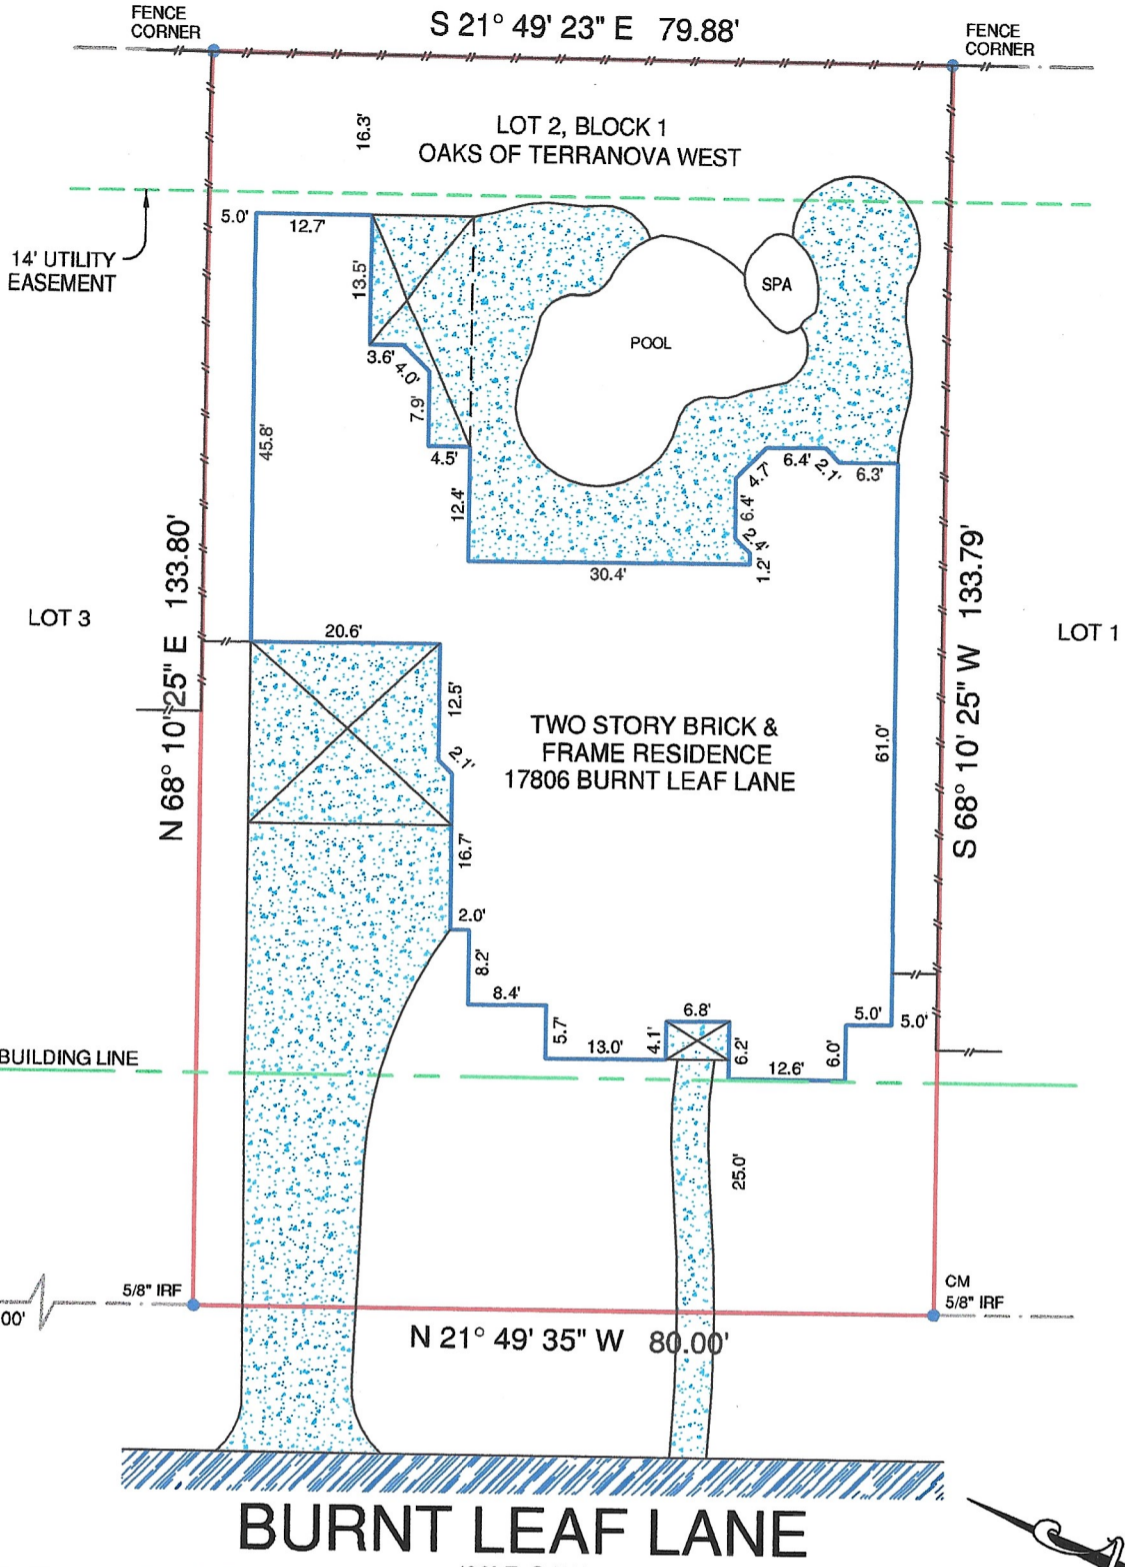 FENCE
CORNER
S 21° 49' 23" E 79.88'
FENCE
CORNER
16.3'
LOT 2, BLOCK 1
OAKS OF TERRANOVA WEST
14' UTILITY
EASEMENT
5.0'
12.7'
13.5'
SPA
POOL
3.6'
4.0'
7.9'
4.5'
45.8'
12.4'
30.4'
6.4'
2.1'
6.3'
4.7'
6.4'
2.4'
1.2'
N 68° 10' 25" E 133.80'
S 68° 10' 25" W 133.79'
LOT 3
LOT 1
20.6'
12.5'
2.1'
TWO STORY BRICK &
FRAME RESIDENCE
17806 BURNT LEAF LANE
61.0'
16.7'
2.0'
8.2'
8.4'
5.7'
13.0'
4.1'
6.8'
6.2'
12.6'
6.0'
5.0'
5.0'
BUILDING LINE
25.0'
5/8" IRF
CM
5/8" IRF
00'
N 21° 49' 35" W 80.00'
BURNT LEAF LANE